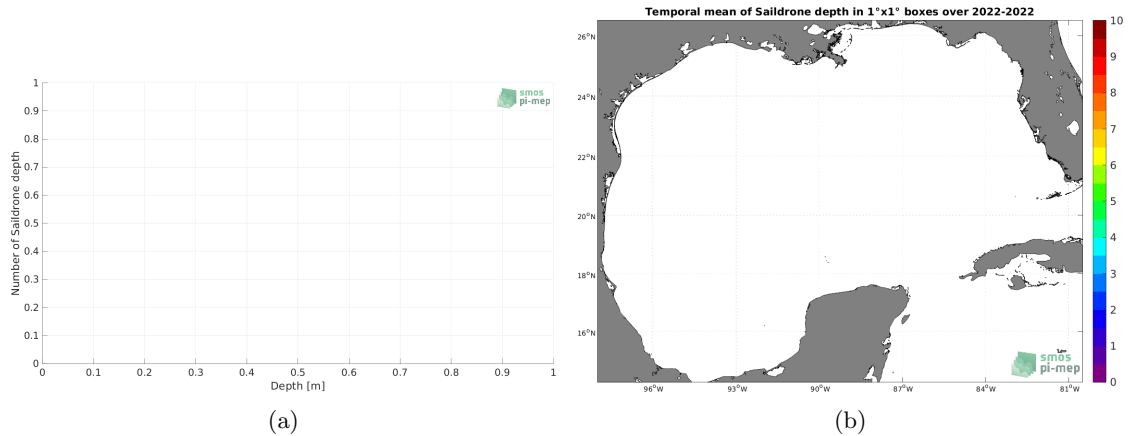 Temporal mean of Saildrone depth in 1°x1° boxes over 2022-2022
1
0.9
0.8
0.7
0.6
0.5
0.4
0.3
0.2
0.1
0
Number of Saildrone depth
0 0.1 0.2 0.3 0.4 0.5 0.6 0.7 0.8 0.9 1
Depth [m]
smos
pi-mep
(a)
26°N
24°N
22°N
20°N
18°N
16°N
96°W 93°W 90°W 87°W 84°W 81°W
smos
pi-mep
10
9
8
7
6
5
4
3
2
1
0
(b)